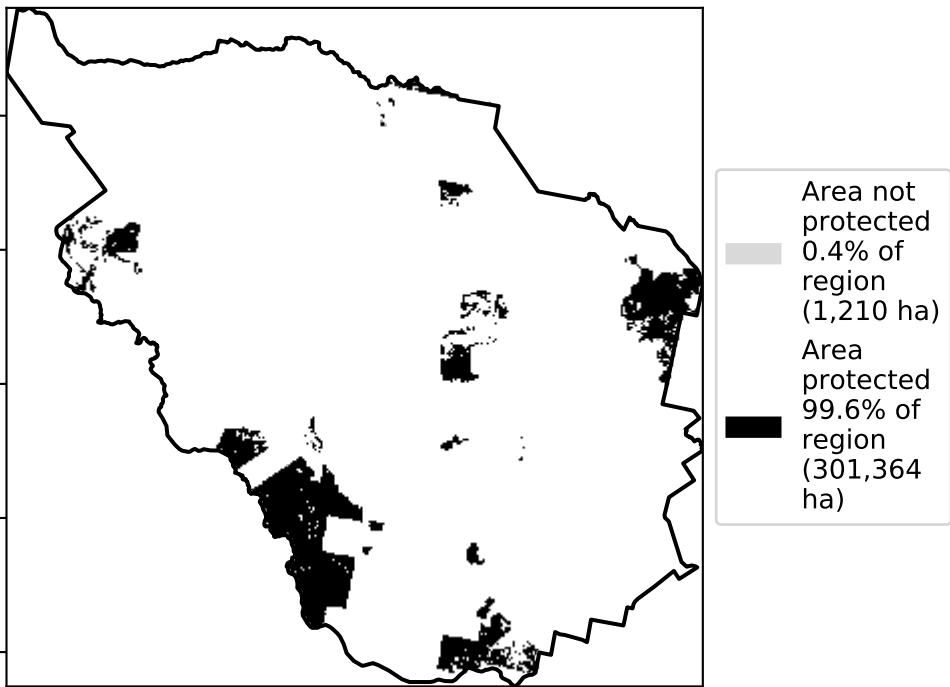 Area not
protected
0.4% of
region
(1,210 ha)
Area
protected
99.6% of
region
(301,364
ha)